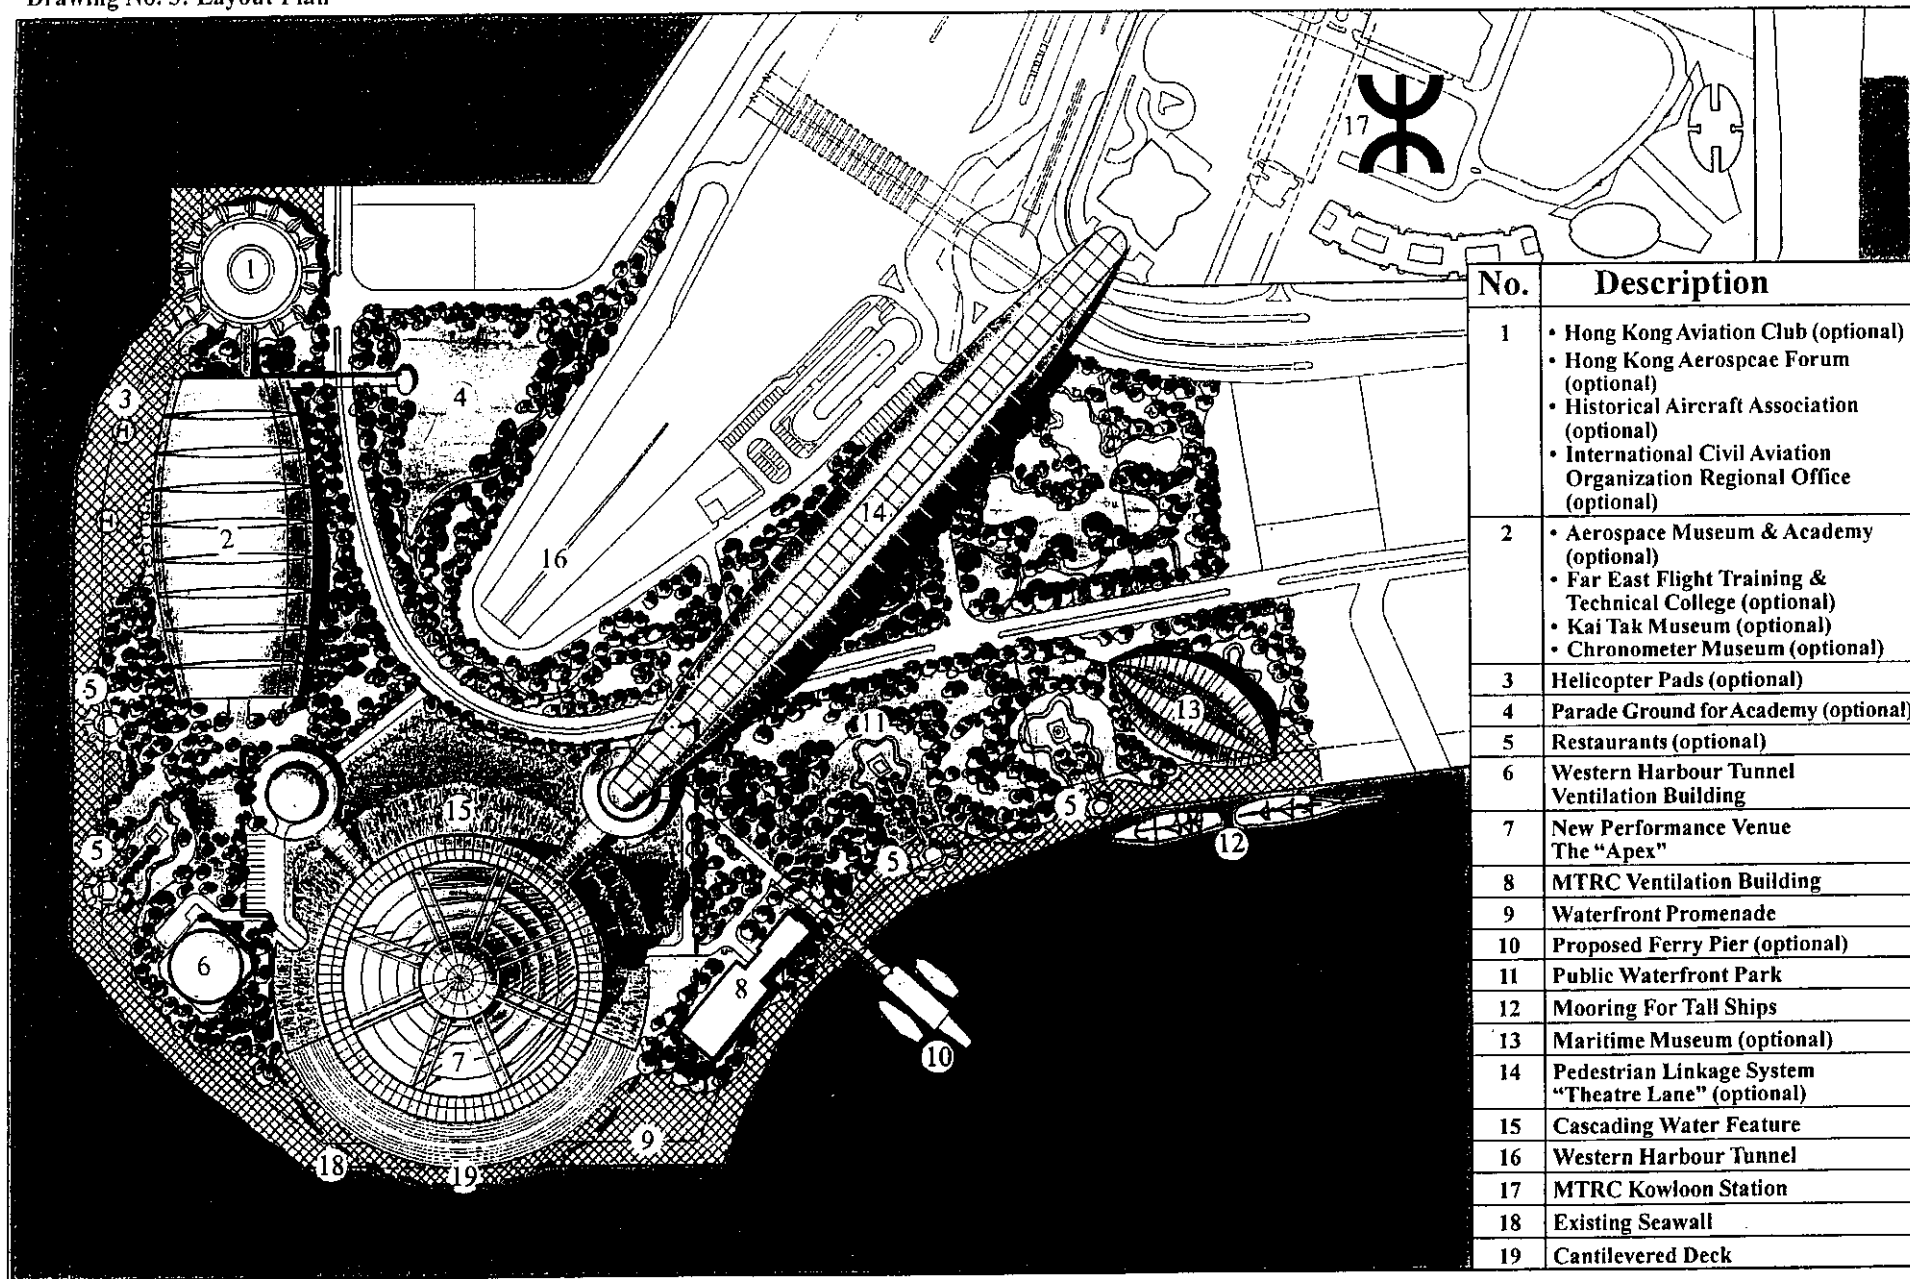 Drawing No. 3: Layout Plan
17
1
3
H
4
H
2
14
16
5
11
13
15
5
12
5
5
6
8
7
10
9
18
19
No. Description
1 • Hong Kong Aviation Club (optional)
• Hong Kong Aerospcae Forum
(optional)
• Historical Aircraft Association
(optional)
• International Civil Aviation
Organization Regional Office
(optional)
2 • Aerospace Museum & Academy
(optional)
• Far East Flight Training &
Technical College (optional)
• Kai Tak Museum (optional)
• Chronometer Museum (optional)
3 Helicopter Pads (optional)
4 Parade Ground for Academy (optional)
5 Restaurants (optional)
6 Western Harbour Tunnel
Ventilation Building
7 New Performance Venue
The “Apex”
8 MTRC Ventilation Building
9 Waterfront Promenade
10 Proposed Ferry Pier (optional)
11 Public Waterfront Park
12 Mooring For Tall Ships
13 Maritime Museum (optional)
14 Pedestrian Linkage System
“Theatre Lane” (optional)
15 Cascading Water Feature
16 Western Harbour Tunnel
17 MTRC Kowloon Station
18 Existing Seawall
19 Cantilevered Deck